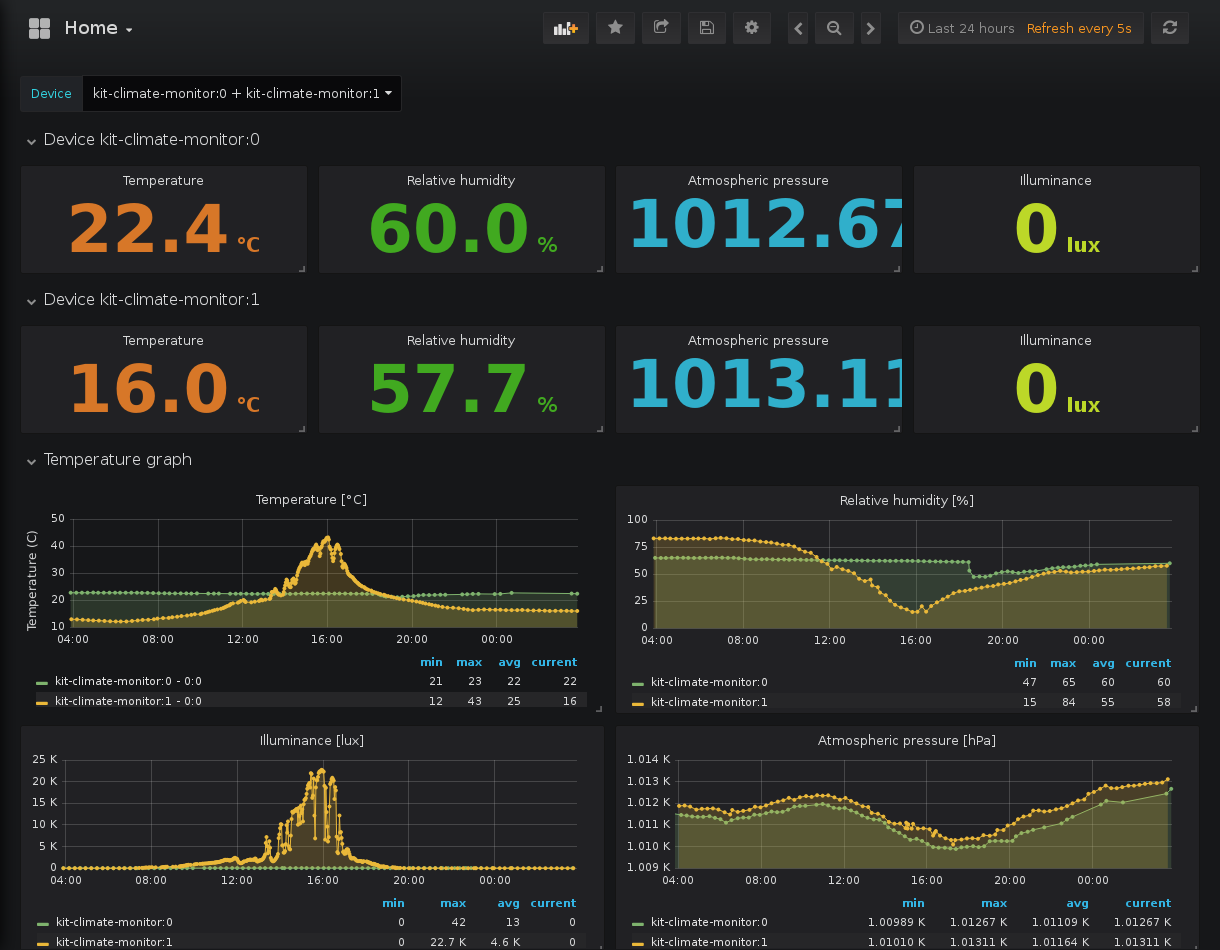 Home
Last 24 hours Refresh every 5s
Device kit-climate-monitor:0 + kit-climate-monitor:1
Device kit-climate-monitor:0
Temperature Relative humidity Atmospheric pressure Illuminance
22.4 °C 60.0 % 1012.67 0 lux
Device kit-climate-monitor:1
Temperature Relative humidity Atmospheric pressure Illuminance
16.0 °C 57.7 % 1013.11 0 lux
Temperature graph
Temperature [°C]
Temperature (C)
50
40
30
20
10
04:00 08:00 12:00 16:00 20:00 00:00
min max avg current
kit-climate-monitor:0 - 0:0 21 23 22 22
kit-climate-monitor:1 - 0:0 12 43 25 16
Relative humidity [%]
100
75
50
25
0
04:00 08:00 12:00 16:00 20:00 00:00
min max avg current
kit-climate-monitor:0 47 65 60 60
kit-climate-monitor:1 15 84 55 58
Illuminance [lux]
25 K
20 K
15 K
10 K
5 K
0
04:00 08:00 12:00 16:00 20:00 00:00
min max avg current
kit-climate-monitor:0 0 42 13 0
kit-climate-monitor:1 0 22.7 K 4.6 K 0
Atmospheric pressure [hPa]
1.014 K
1.013 K
1.012 K
1.011 K
1.010 K
1.009 K
04:00 08:00 12:00 16:00 20:00 00:00
min max avg current
kit-climate-monitor:0 1.00989 K 1.01267 K 1.01109 K 1.01267 K
kit-climate-monitor:1 1.01010 K 1.01311 K 1.01164 K 1.01311 K